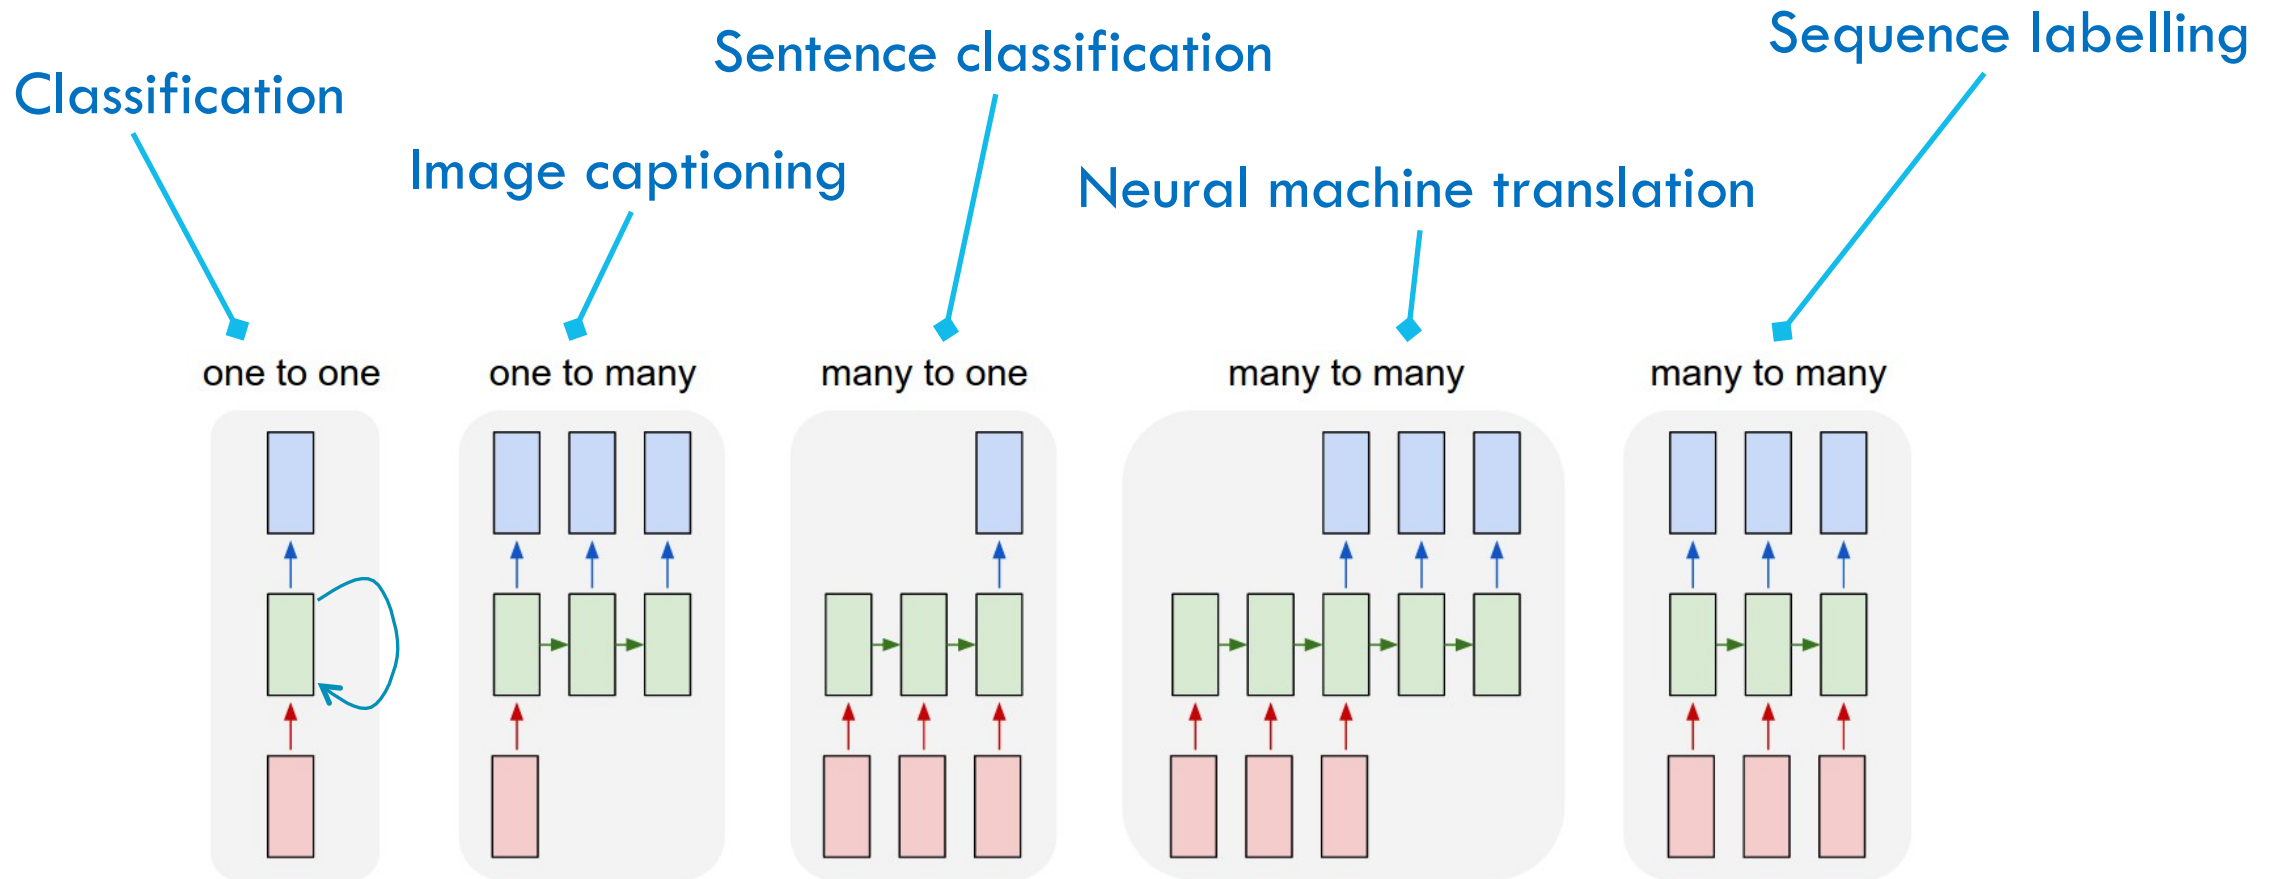 Classification
Image captioning
Sentence classification
Neural machine translation
Sequence labelling
one to one
one to many
many to one
many to many
many to many